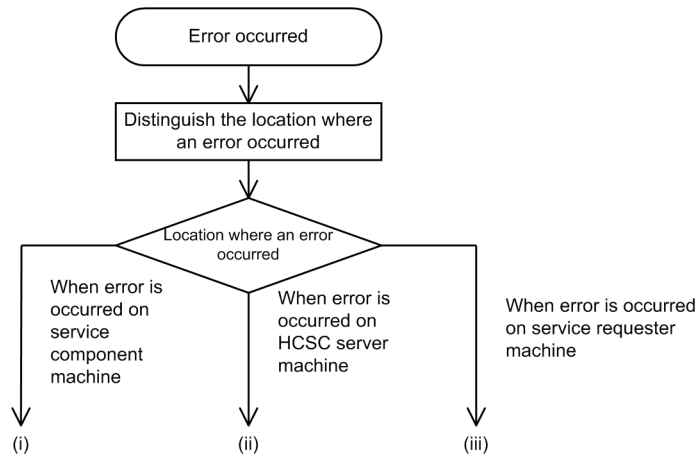 Error occurred
Distinguish the location where
an error occurred
Location where an error
occurred
When error is
occurred on
service
component
machine
When error is
occurred on
HCSC server
machine
When error is occurred
on service requester
machine
(i)
(ii)
(iii)